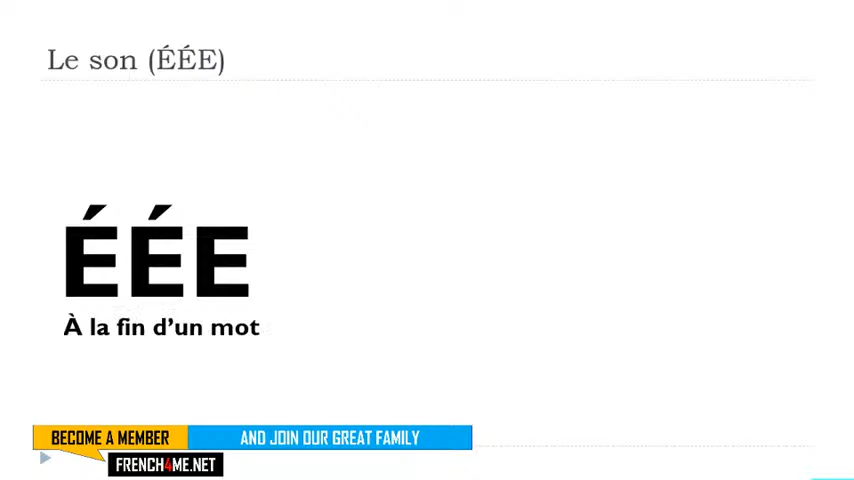 Le son (ÉÉE)
ÉÉE
À la fin d'un mot
BECOME A MEMBER
AND JOIN OUR GREAT FAMILY
FRENCH4ME.NET